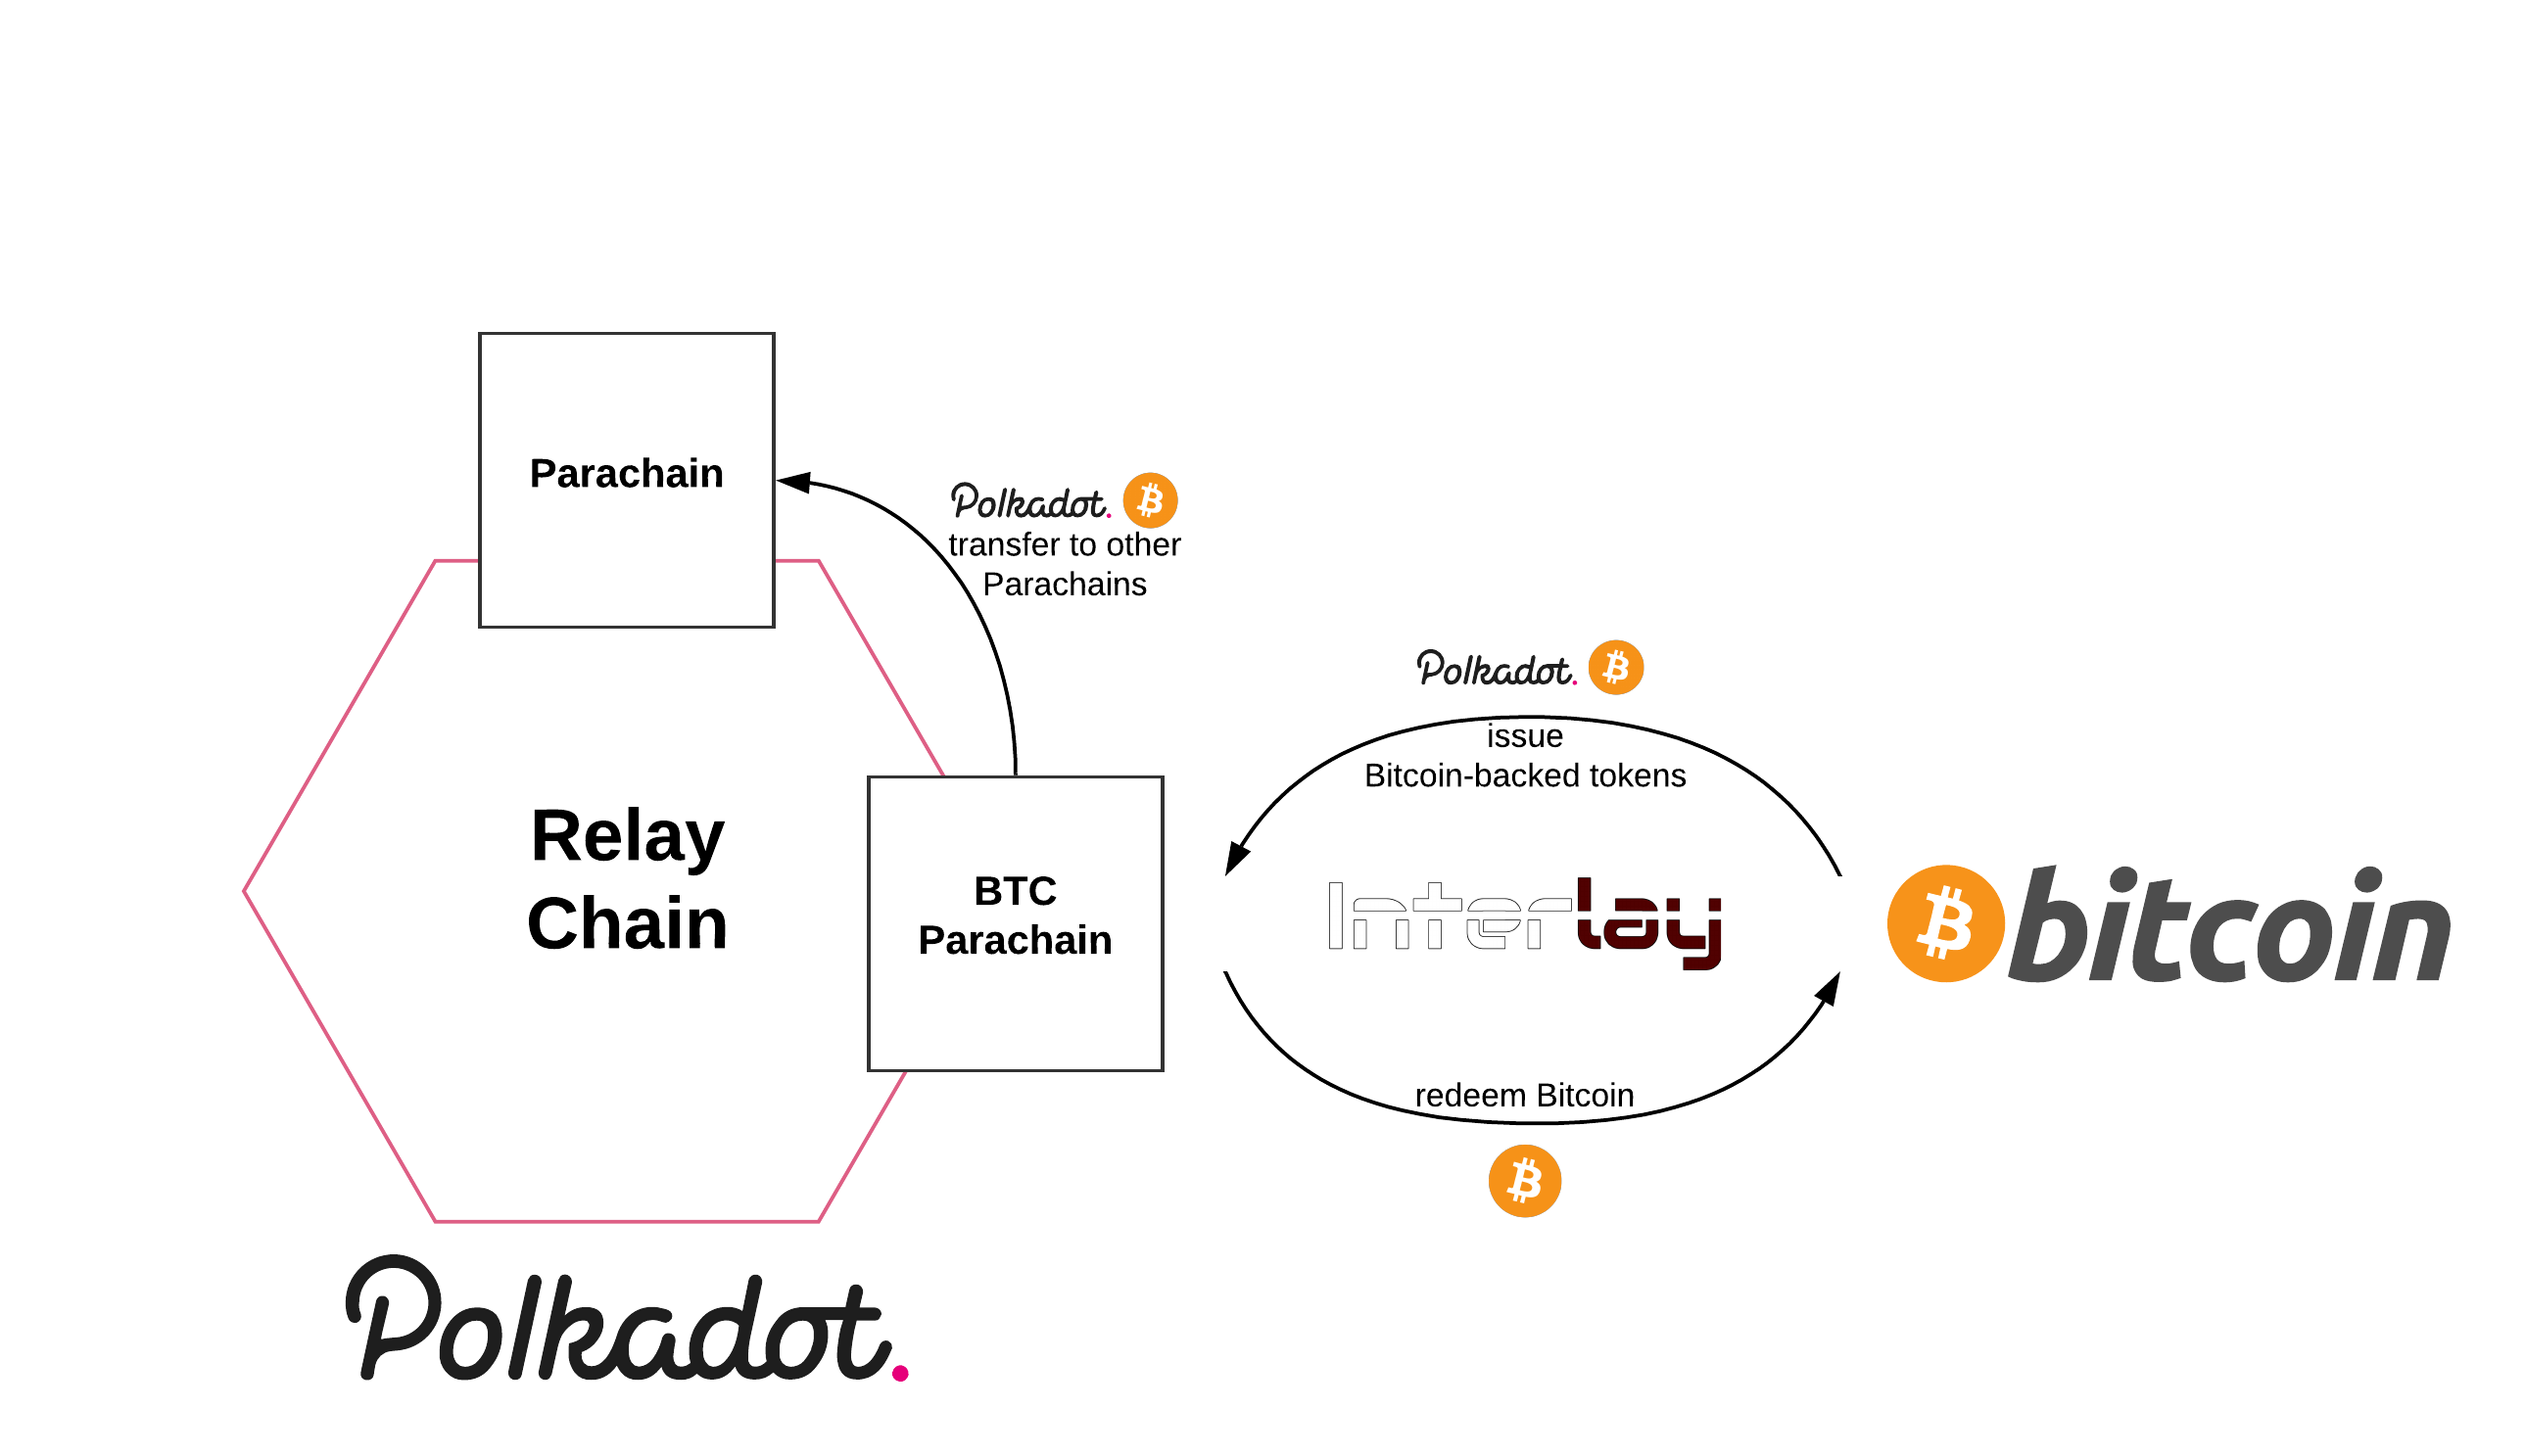 Parachain
Polkadot.
transfer to other
Parachains
Polkadot.
issue
Bitcoin-backed tokens
Relay
Chain
BTC
Parachain
Interlay
bitcoin
redeem Bitcoin
Polkadot.